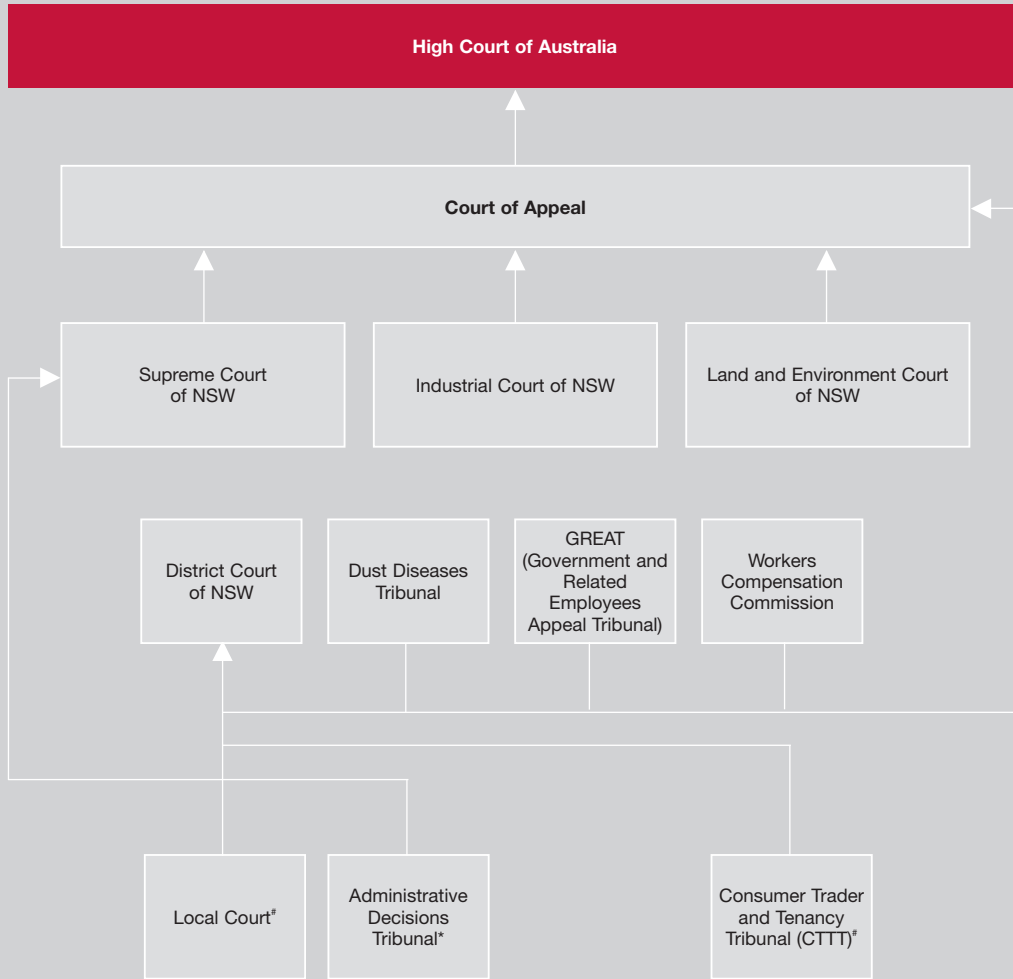 High Court of Australia
Court of Appeal
Supreme Court
of NSW
Industrial Court of NSW
Land and Environment Court
of NSW
District Court
of NSW
Dust Diseases
Tribunal
GREAT
(Government and
Related
Employees
Appeal Tribunal)
Workers
Compensation
Commission
Local Court#
Administrative
Decisions
Tribunal*
Consumer Trader
and Tenancy
Tribunal (CTTT)#